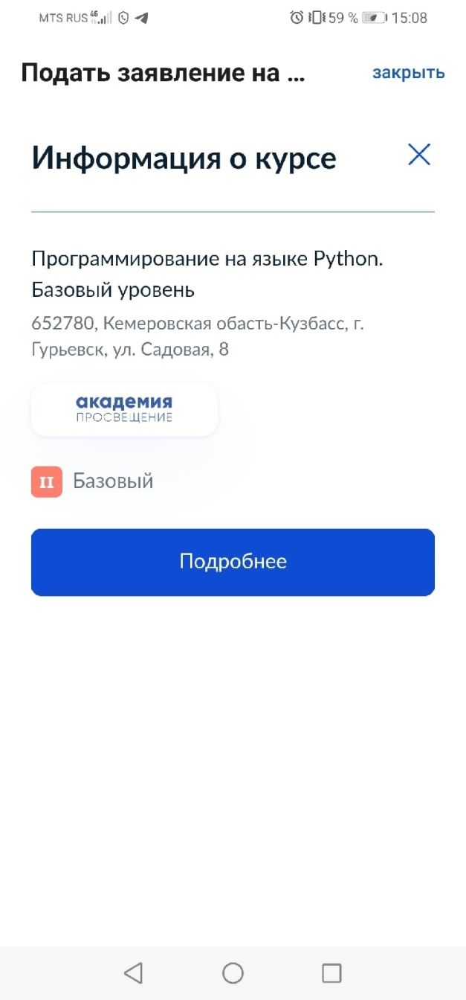 MTS RUS 4G 59 % 15:08
Подать заявление на ... закрыть
Информация о курсе
Программирование на языке Python.
Базовый уровень
652780, Кемеровская обасть-Кузбасс, г.
Гурьевск, ул. Садовая, 8
академия
ПРОСВЕЩЕНИЕ
II Базовый
Подробнее